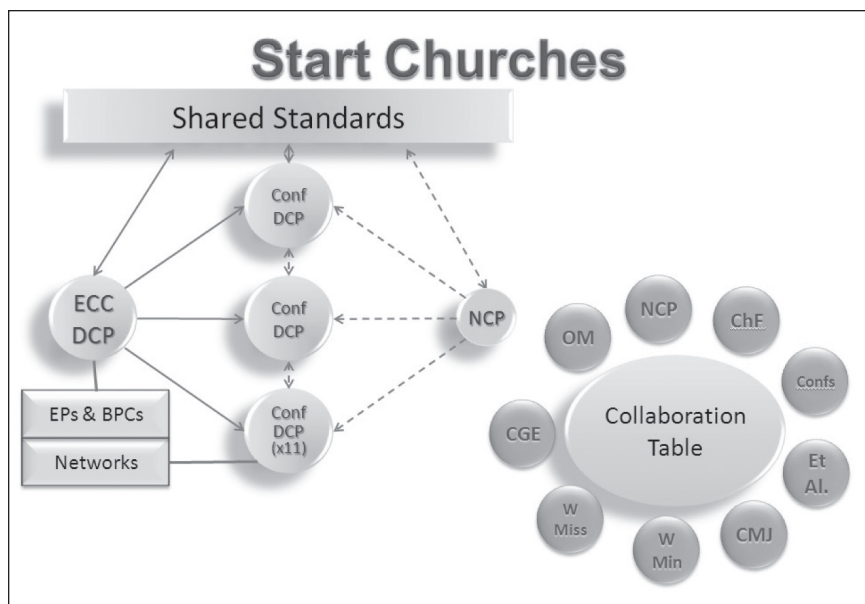 Start Churches
Shared Standards
Conf
DCP
ECC
DCP
Conf
DCP
NCP
Conf
DCP
(x11)
EPs & BPCs
Networks
NCP
ChF
OM
Confs
Collaboration
Table
CGE
Et
Al.
W
Miss
W
Min
CMJ